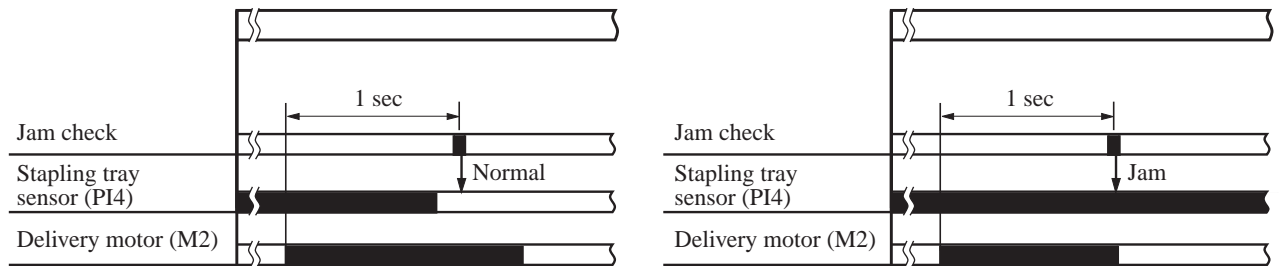 1 sec
Jam check
Normal
Stapling tray
sensor (PI4)
Delivery motor (M2)
1 sec
Jam check
Jam
Stapling tray
sensor (PI4)
Delivery motor (M2)